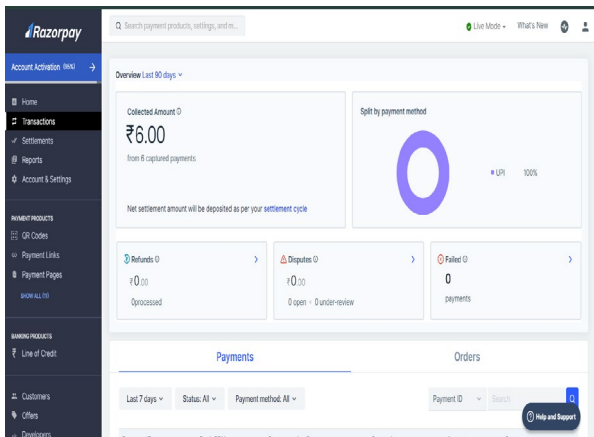 Razorpay
Search payment products, settings, and m...
Live Mode
What's New
Account Activation
Overview Last 90 days
Home
Transactions
Settlements
Reports
Account & Settings
PAYMENT PRODUCTS
QR Codes
Payment Links
Payment Pages
SHOW ALL
BANKING PRODUCTS
Line of Credit
Customers
Offers
Developers
Collected Amount
₹6.00
from 6 captured payments
Net settlement amount will be deposited as per your settlement cycle
Split by payment method
UPI 100%
Refunds
₹0.00
0processed
Disputes
₹0.00
0 open 0 under-review
Failed
0
payments
Payments
Orders
Last 7 days
Status: All
Payment method: All
Payment ID
Search
Help and Support